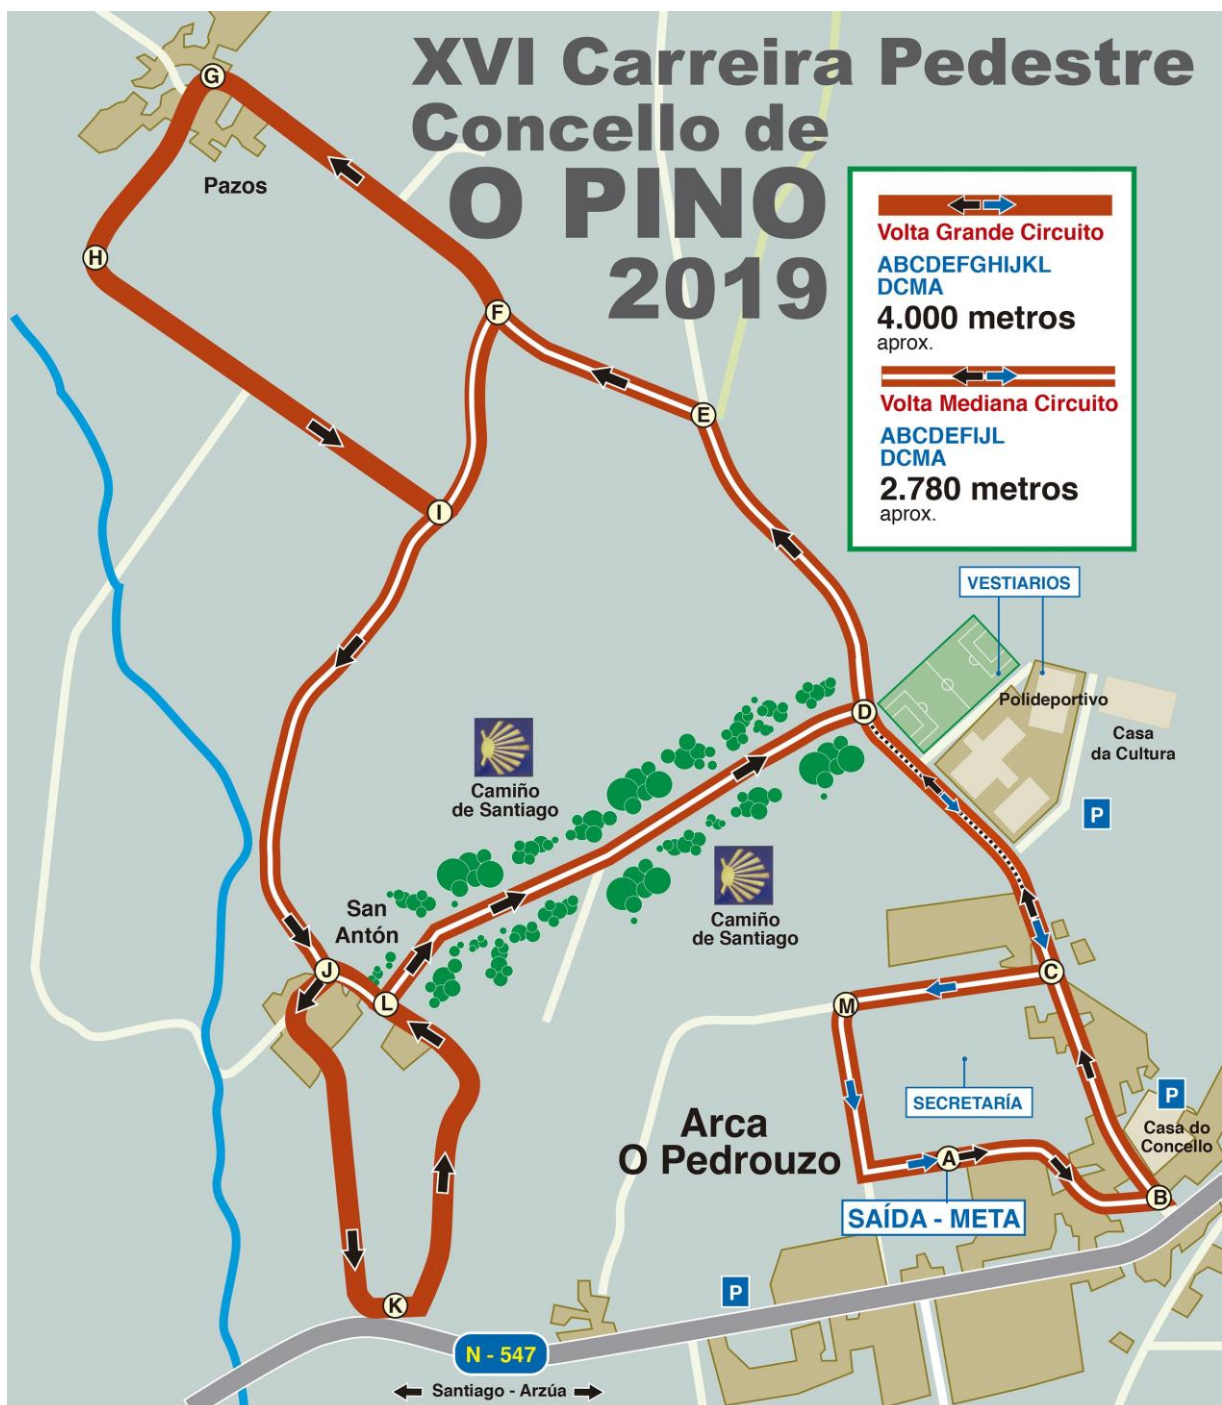 XVI Carreira Pedestre
Concello de
O PINO
2019
Volta Grande Circuito
ABCDEFGHIJKL
DCMA
4.000 metros
aprox.
Volta Mediana Circuito
ABCDEFIJL
DCMA
2.780 metros
aprox.
G
Pazos
H
F
E
I
VESTIARIOS
Polideportivo
D
Casa
da Cultura
Camiño
de Santiago
P
Camiño
de Santiago
San
Antón
J
L
C
M
SECRETARÍA
P
Casa do
Concello
Arca
O Pedrouzo
A
B
SAÍDA - META
K
P
N - 547
Santiago - Arzúa